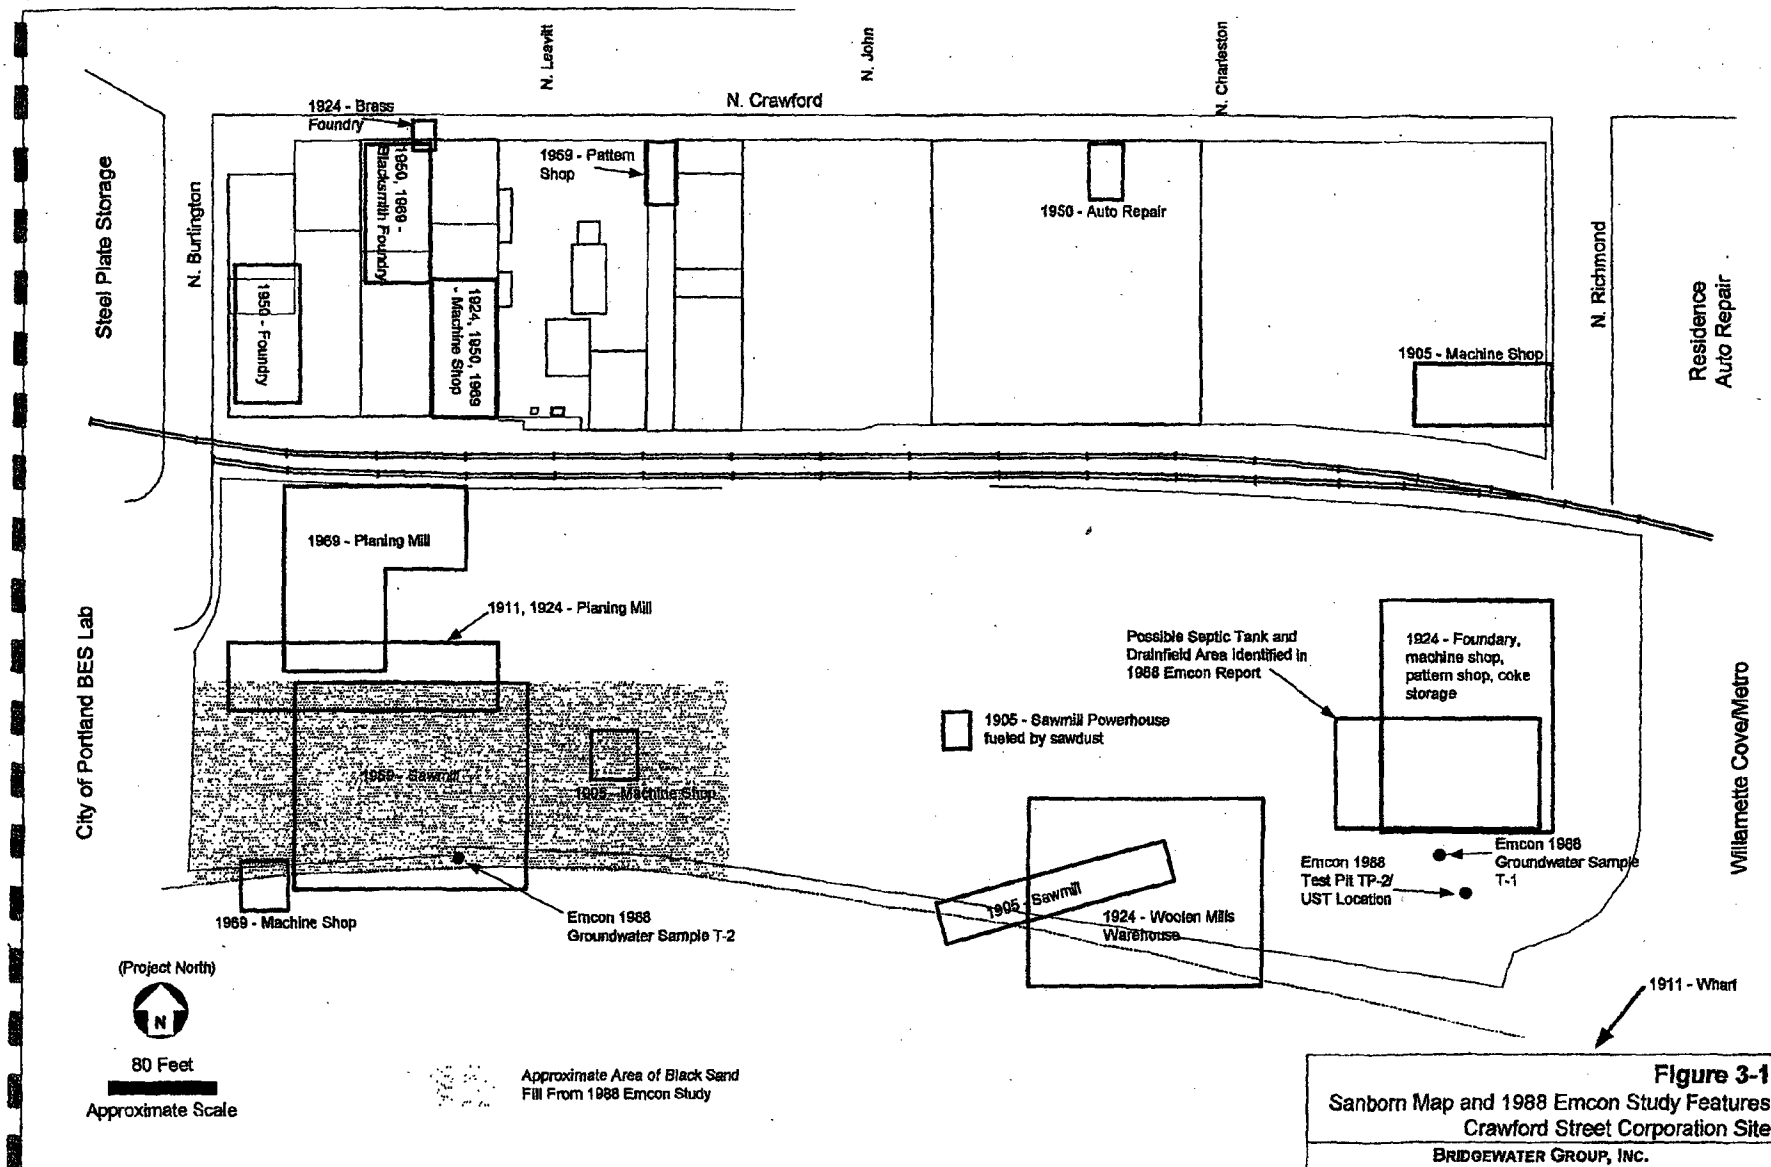 N. Leavitt
N. John
N. Charleston
N. Crawford
1924 - Brass
Foundry
1950, 1969 -
Blacksmith Foundry
1969 - Pattern
Shop
1950 - Auto Repair
Steel Plate Storage
N. Burlington
N. Richmond
Residence
Auto Repair
1950 - Foundry
1924, 1950, 1969
- Machine Shop
1905 - Machine Shop
1969 - Planing Mill
1911, 1924 - Planing Mill
City of Portland BES Lab
Possible Septic Tank and
Drainfield Area identified in
1988 Emcon Report
1924 - Foundary,
machine shop,
pattern shop, coke
storage
Willamette Cove/Metro
1905 - Sawmill Powerhouse
fueled by sawdust
1969 - Sawmill
1905 - Machine Shop
Emcon 1988
Groundwater Sample
T-1
Emcon 1988
Test Pit TP-2/
UST Location
1905 - Sawmill
1924 - Woolen Mills
Warehouse
1969 - Machine Shop
Emcon 1988
Groundwater Sample T-2
(Project North)
N
80 Feet
Approximate Scale
Approximate Area of Black Sand
Fill From 1988 Emcon Study
1911 - Wharf
Figure 3-1
Sanborn Map and 1988 Emcon Study Features
Crawford Street Corporation Site
BRIDGEWATER GROUP, INC.